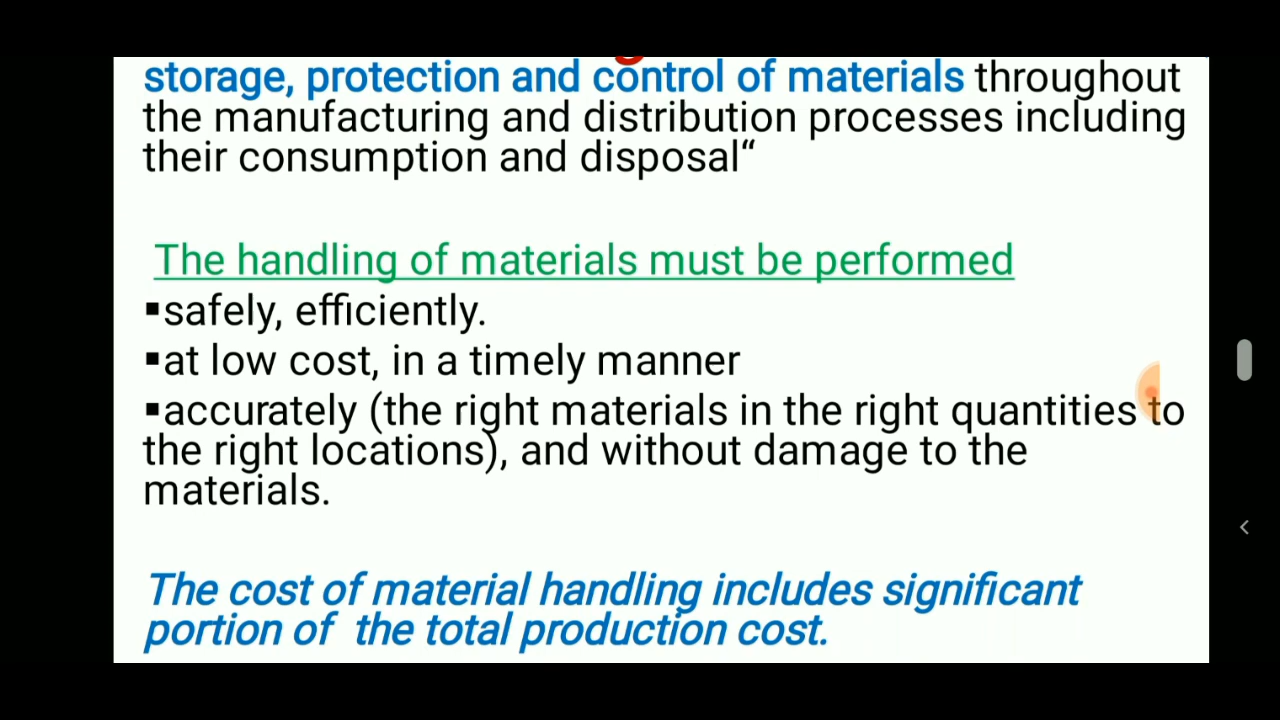 storage, protection and control of materials throughout
the manufacturing and distribution processes including
their consumption and disposal“
The handling of materials must be performed
▪safely, efficiently.
▪at low cost, in a timely manner
▪accurately (the right materials in the right quantities to
the right locations), and without damage to the
materials.
The cost of material handling includes significant
portion of the total production cost.